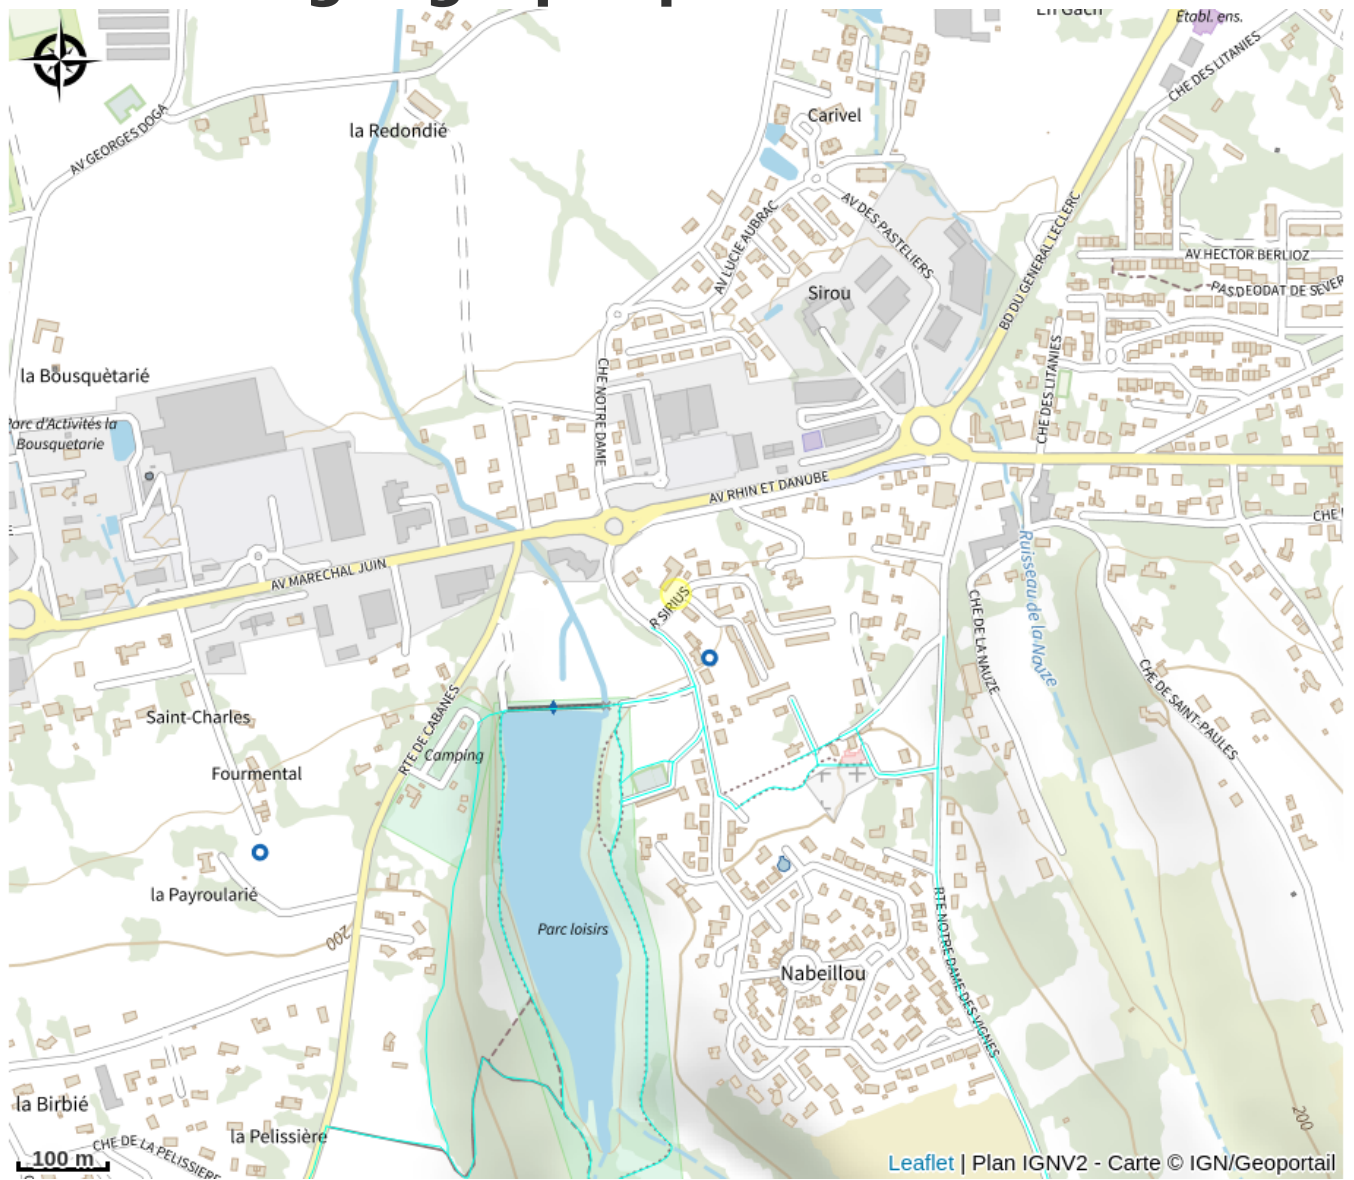 En Gach
Etabl. ens.
CHE DES LITANIES
Carivel
la Redondié
AV GEORGES DOGA
AV DES PASTELIERS
AV LUCIE AUBRAC
BD DU GENERAL LECLERC
AV HECTOR BERLIOZ
PAS DEODAT DE SEVER
Sirou
la Bousquètarié
CHE NOTRE DAME
CHE DES LITANIES
Parc d'Activités la
Bousquetarie
AV RHIN ET DANUBE
CHE
AV MARECHAL JUIN
R SIRIUS
Ruisseau de la Nauze
CHE DE LA NAUZE
CHE DE SAINT-PAULES
Saint-Charles
RTE DE CABANES
Camping
Fourmental
la Payroularié
200
Parc loisirs
RTE NOTRE DAME DES VIGNES
Nabeillou
la Birbié
la Pelissière
CHE DE LA PELISSIERE
200
100 m
Leaflet | Plan IGNV2 - Carte © IGN/Geoportail